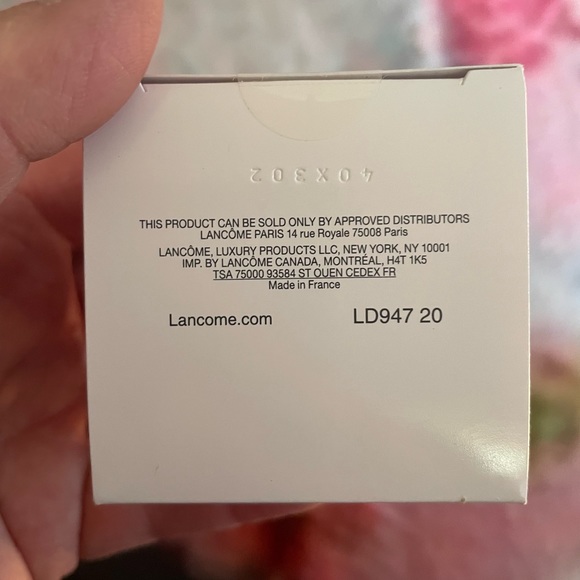 40X302
THIS PRODUCT CAN BE SOLD ONLY BY APPROVED DISTRIBUTORS
LANCÔME PARIS 14 rue Royale 75008 Paris
LANCÔME, LUXURY PRODUCTS LLC, NEW YORK, NY 10001
IMP. BY LANCÔME CANADA, MONTRÉAL, H4T 1K5
TSA 75000 93584 ST OUEN CEDEX FR
Made in France
Lancome.com LD947 20